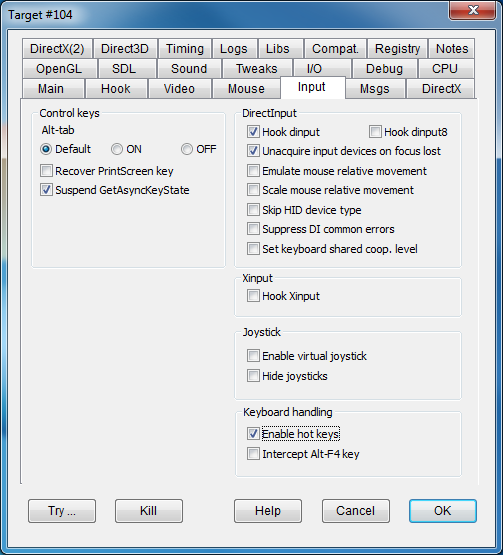 Target #104
DirectX(2) Direct3D Timing Logs Libs Compat. Registry Notes
OpenGL SDL Sound Tweaks I/O Debug CPU
Main Hook Video Mouse Input Msgs DirectX
Control keys
Alt-tab
Default ON OFF
Recover PrintScreen key
Suspend GetAsyncKeyState
DirectInput
Hook dinput Hook dinput8
Unacquire input devices on focus lost
Emulate mouse relative movement
Scale mouse relative movement
Skip HID device type
Suppress DI common errors
Set keyboard shared coop. level
Xinput
Hook Xinput
Joystick
Enable virtual joystick
Hide joysticks
Keyboard handling
Enable hot keys
Intercept Alt-F4 key
Try ... Kill Help Cancel OK